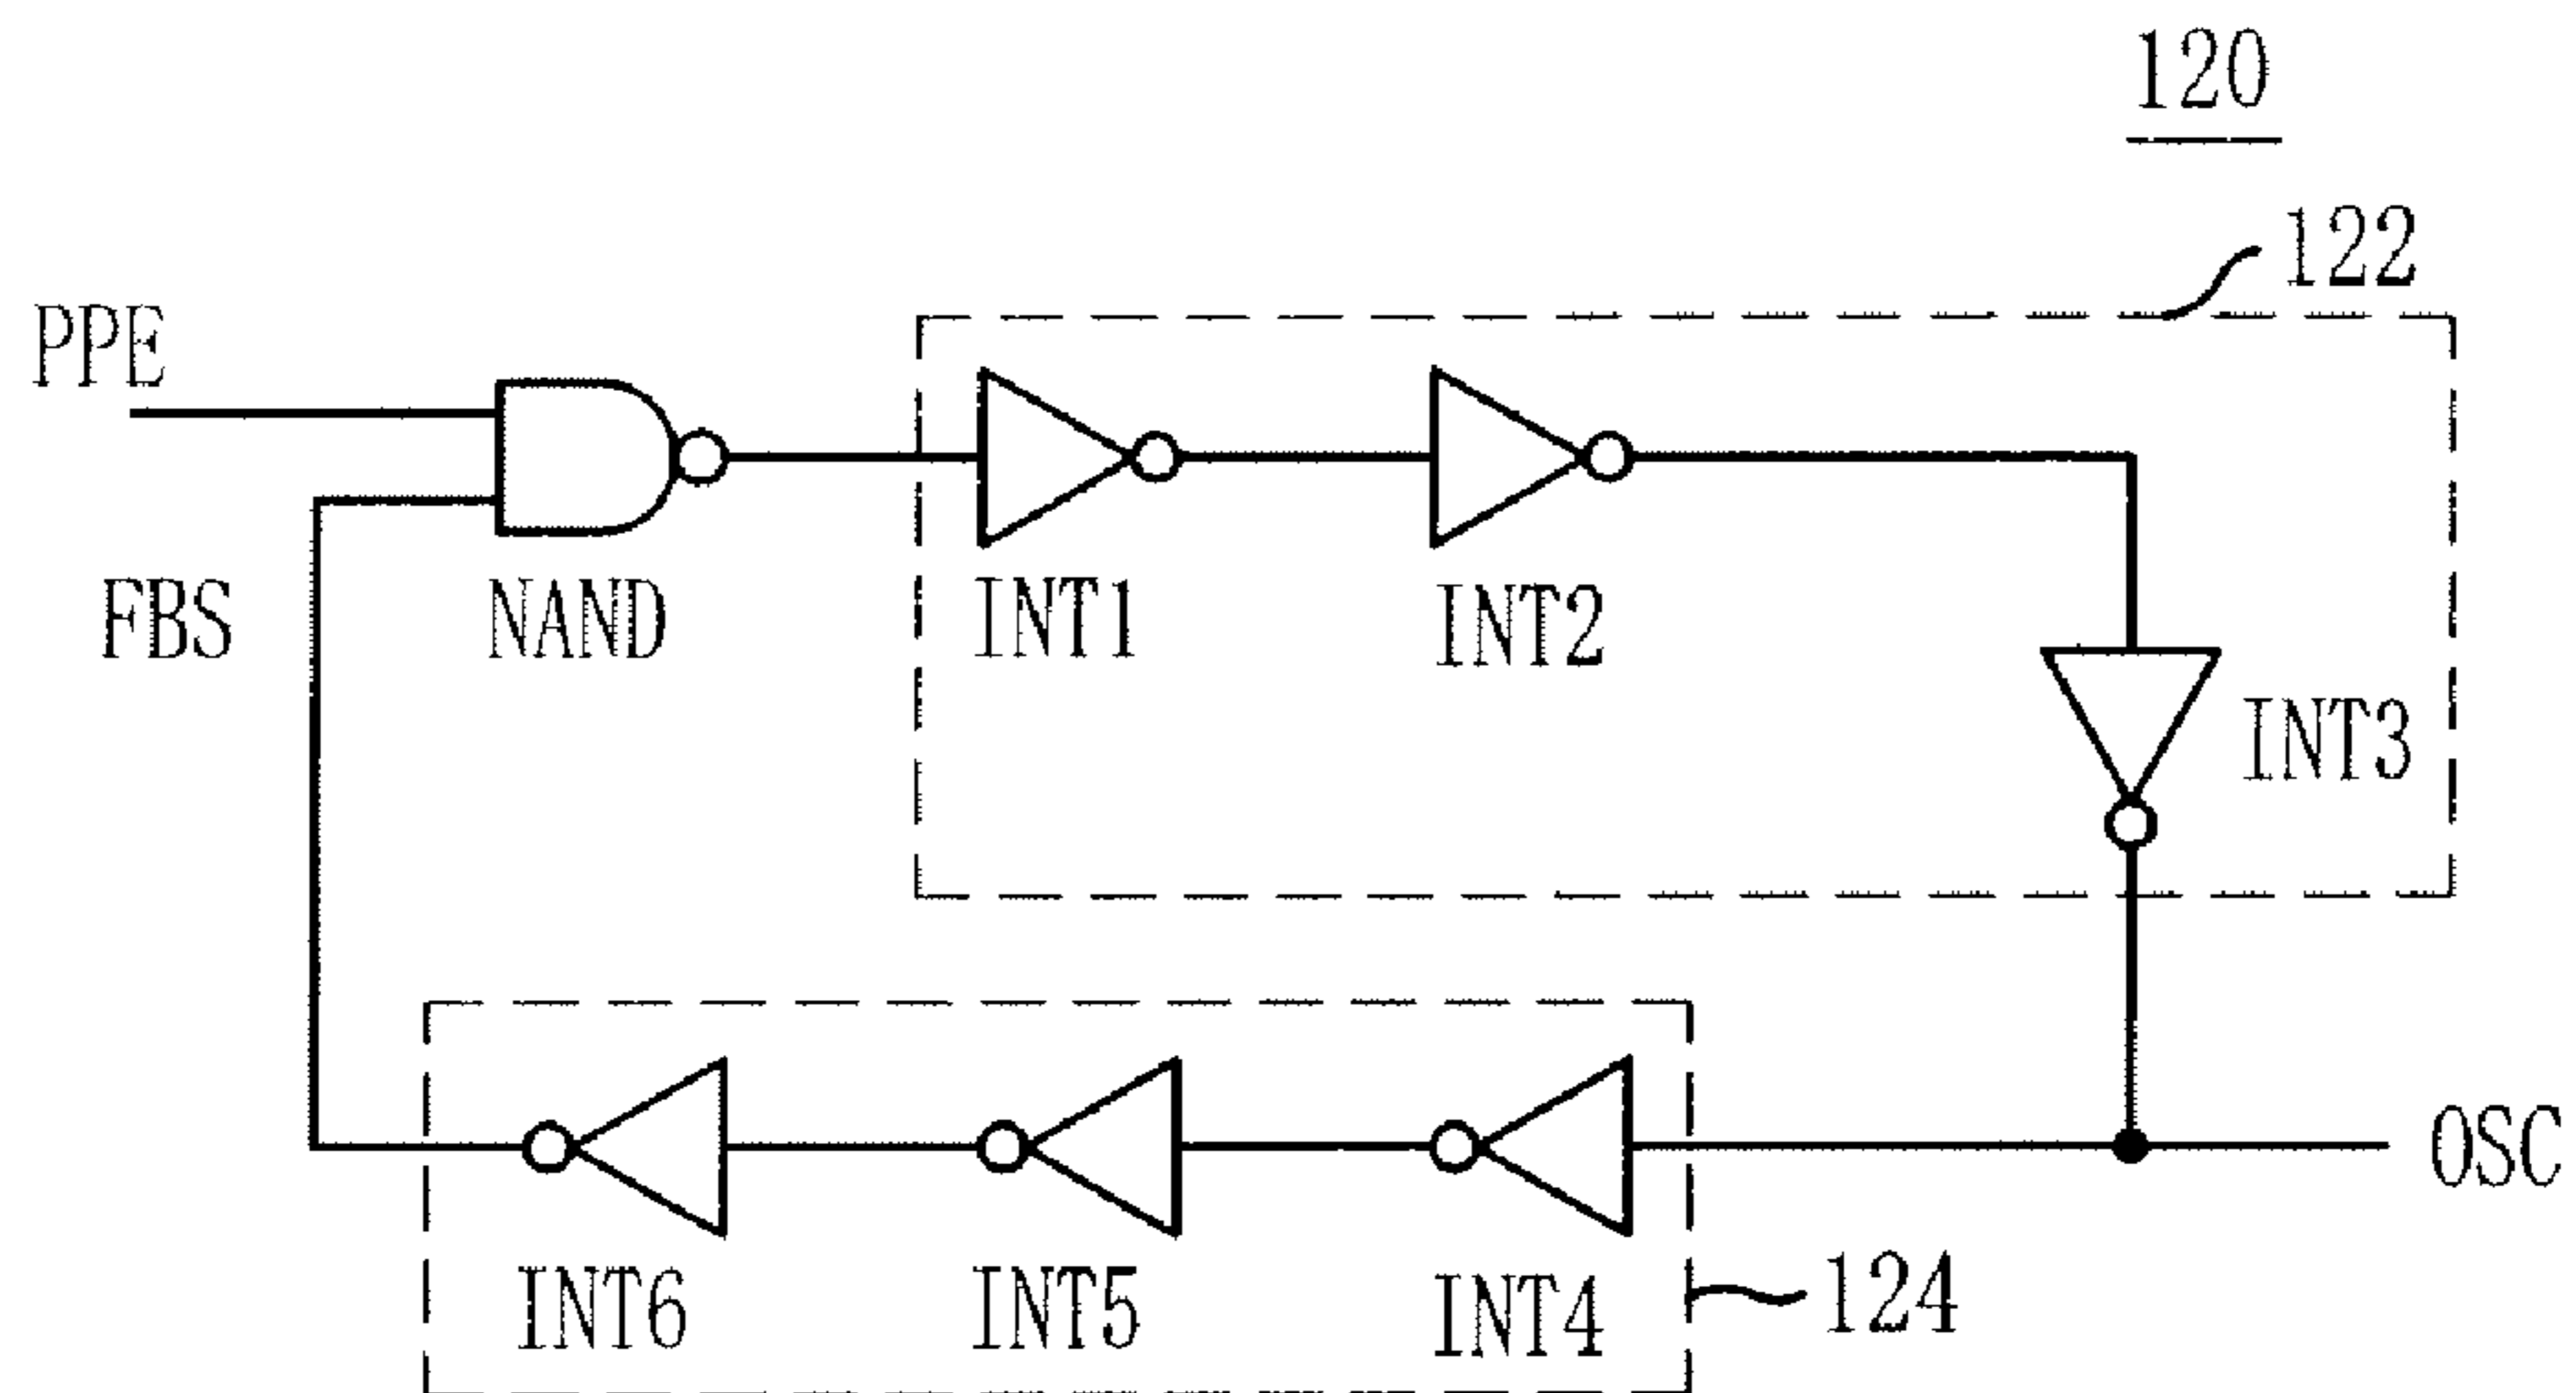 120
122
PPE
FBS
NAND
INT1
INT2
INT3
OSC
INT6
INT5
INT4
124